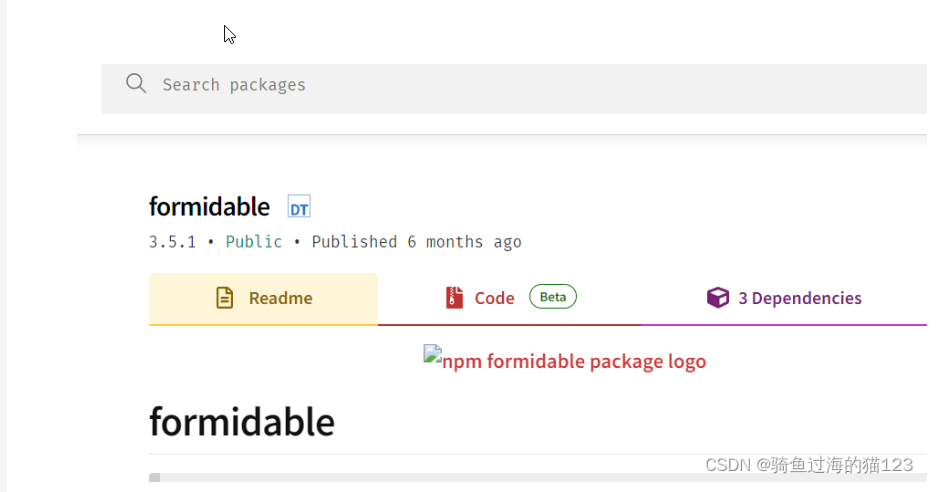 Search packages
formidable DT
3.5.1 • Public • Published 6 months ago
Readme Code Beta 3 Dependencies
npm formidable package logo
formidable
CSDN @骑鱼过海的猫123